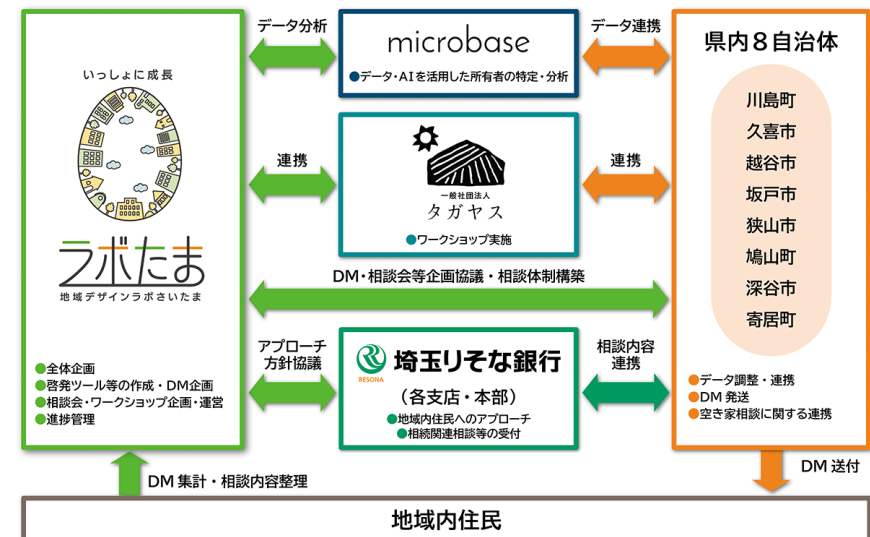 いっしょに成長
ラボたま
地域デザインラボさいたま
●全体企画
●啓発ツール等の作成・DM企画
●相談会・ワークショップ企画・運営
●進捗管理
データ分析
microbase
●データ・AIを活用した所有者の特定・分析
データ連携
連携
一般社団法人
タガヤス
●ワークショップ実施
連携
DM・相談会等企画協議・相談体制構築
アプローチ
方針協議
RESONA
埼玉りそな銀行
（各支店・本部）
●地域内住民へのアプローチ
●相続関連相談等の受付
相談内容
連携
県内8自治体
川島町
久喜市
越谷市
坂戸市
狭山市
鳩山町
深谷市
寄居町
●データ調整・連携
●DM発送
●空き家相談に関する連携
DM集計・相談内容整理
DM送付
地域内住民